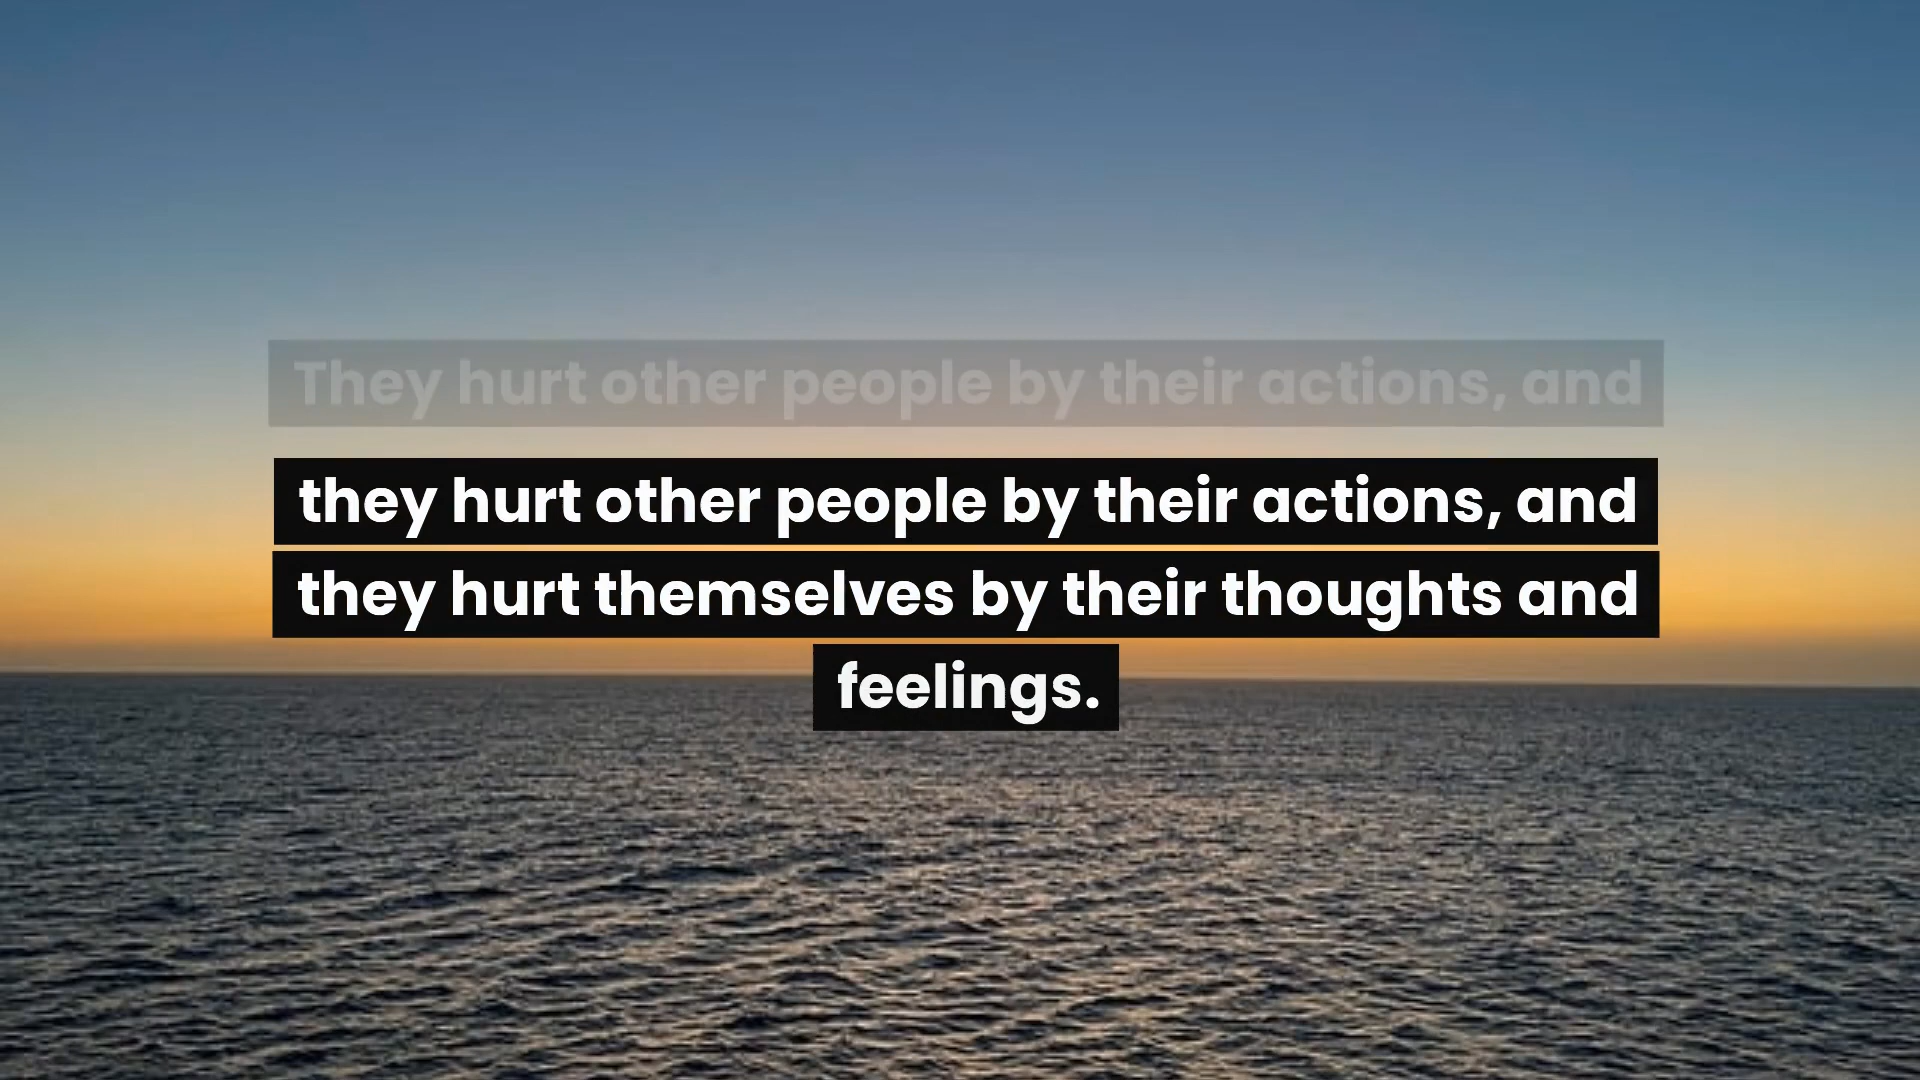 They hurt other people by their actions, and
they hurt other people by their actions, and
they hurt themselves by their thoughts and
feelings.